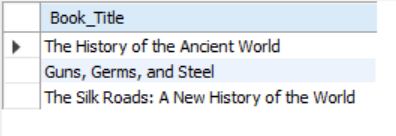 Book_Title
The History of the Ancient World
Guns, Germs, and Steel
The Silk Roads: A New History of the World